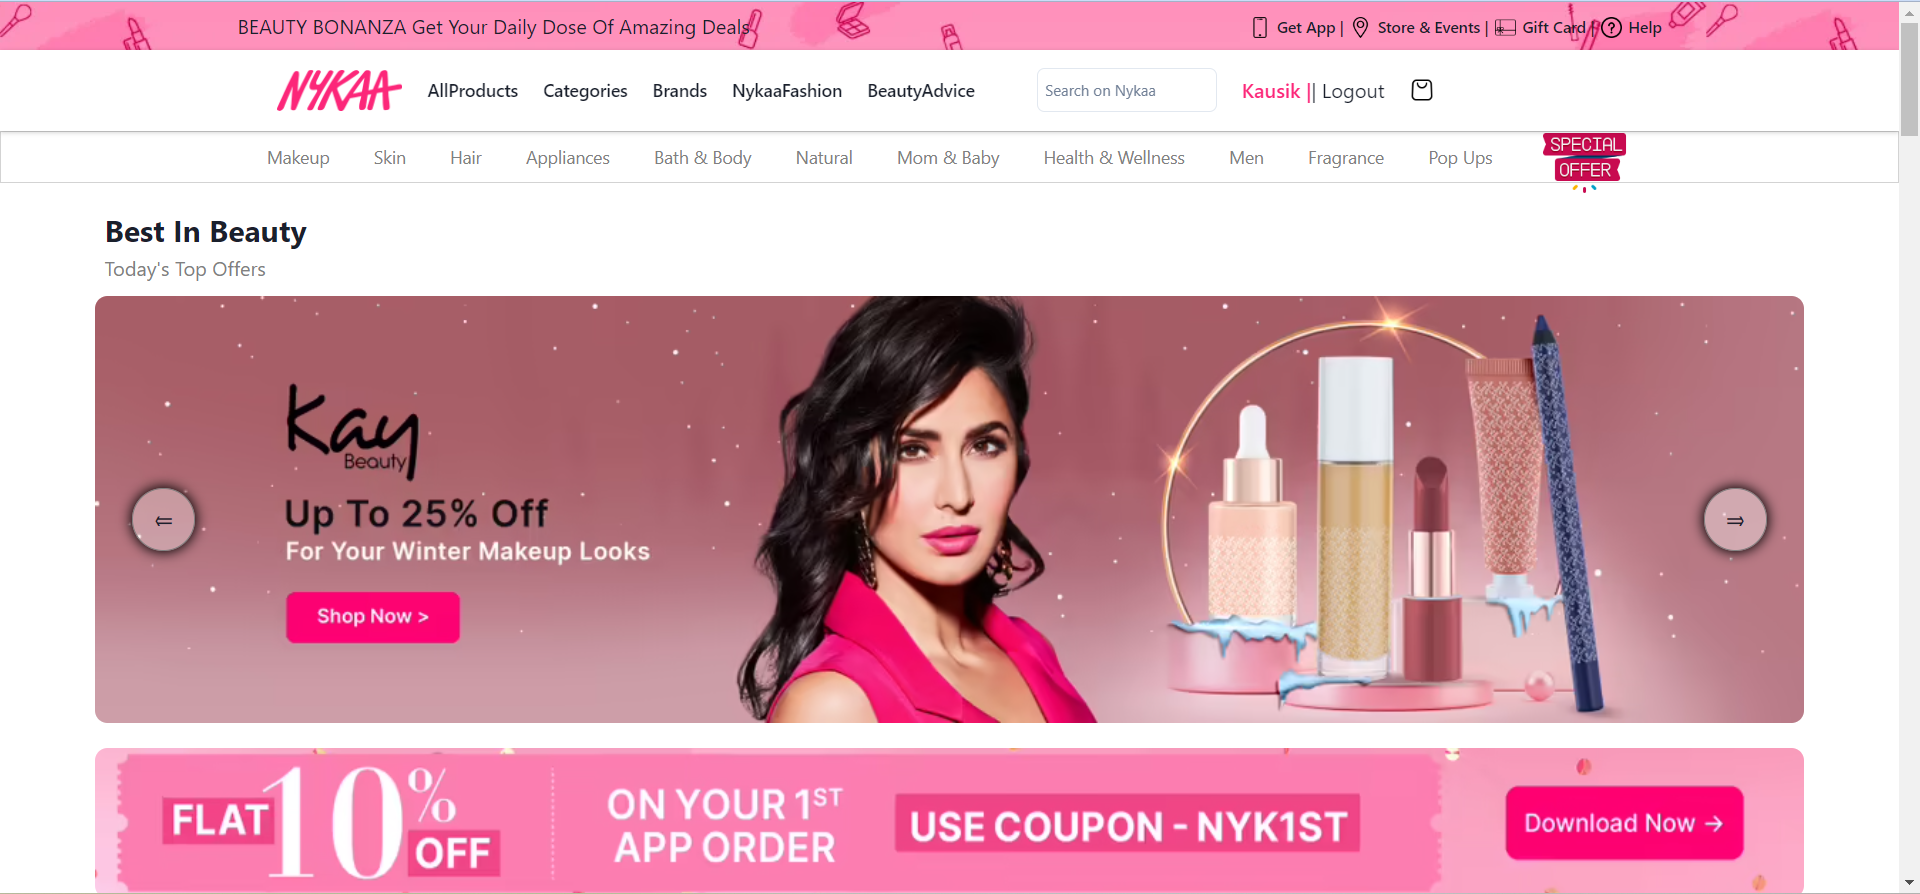 BEAUTY BONANZA Get Your Daily Dose Of Amazing Deals
Get App | Store & Events | Gift Card | Help
NYKAA AllProducts Categories Brands NykaaFashion BeautyAdvice Search on Nykaa Kausik || Logout
Makeup Skin Hair Appliances Bath & Body Natural Mom & Baby Health & Wellness Men Fragrance Pop Ups
SPECIAL
OFFER
Best In Beauty
Today's Top Offers
Kay
Beauty
Up To 25% Off
For Your Winter Makeup Looks
Shop Now >
FLAT 10% OFF
ON YOUR 1ST
APP ORDER
USE COUPON - NYK1ST
Download Now →